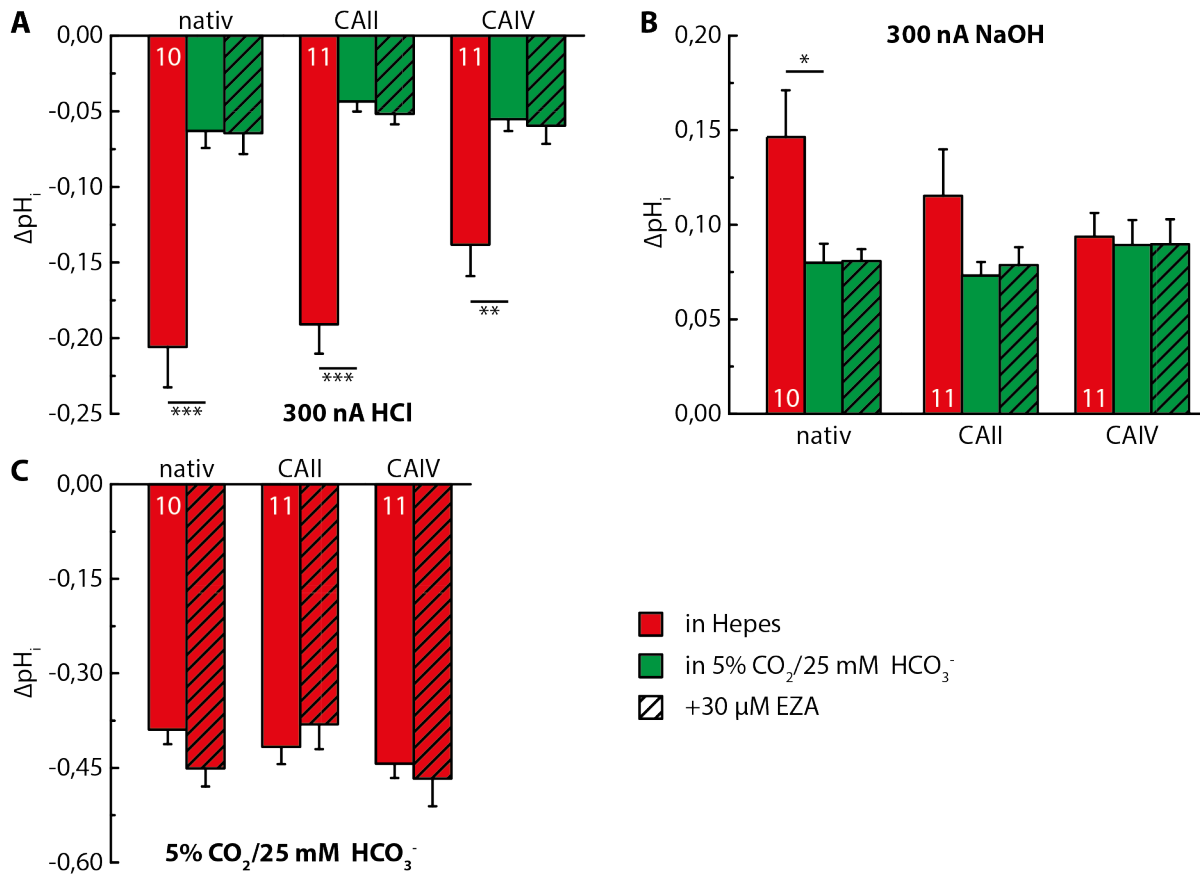 A
nativ CAII CAIV
0,00
-0,05
-0,10
-0,15
-0,20
-0,25
ΔpHi
10 11 11
*** *** **
300 nA HCl
B
300 nA NaOH
0,20
0,15
0,10
0,05
0,00
ΔpHi
*
10 11 11
nativ CAII CAIV
C
nativ CAII CAIV
0,00
-0,15
-0,30
-0,45
-0,60
ΔpHi
10 11 11
5% CO2/25 mM HCO3-
in Hepes
in 5% CO2/25 mM HCO3-
+30 µM EZA